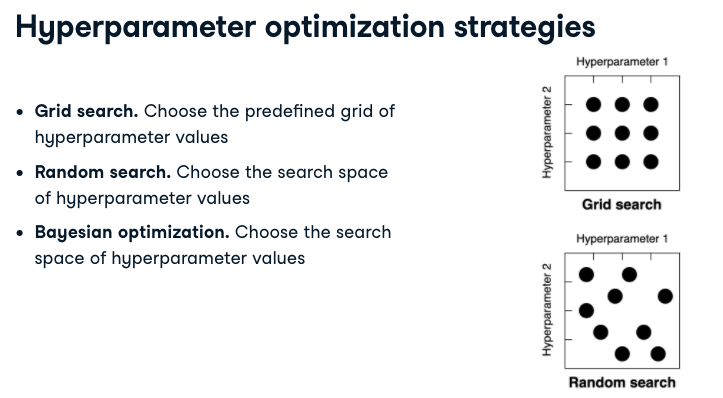 Hyperparameter optimization strategies
• Grid search. Choose the predefined grid of
hyperparameter values
• Random search. Choose the search space
of hyperparameter values
• Bayesian optimization. Choose the search
space of hyperparameter values
Hyperparameter 1
Hyperparameter 2
Grid search
Hyperparameter 1
Hyperparameter 2
Random search